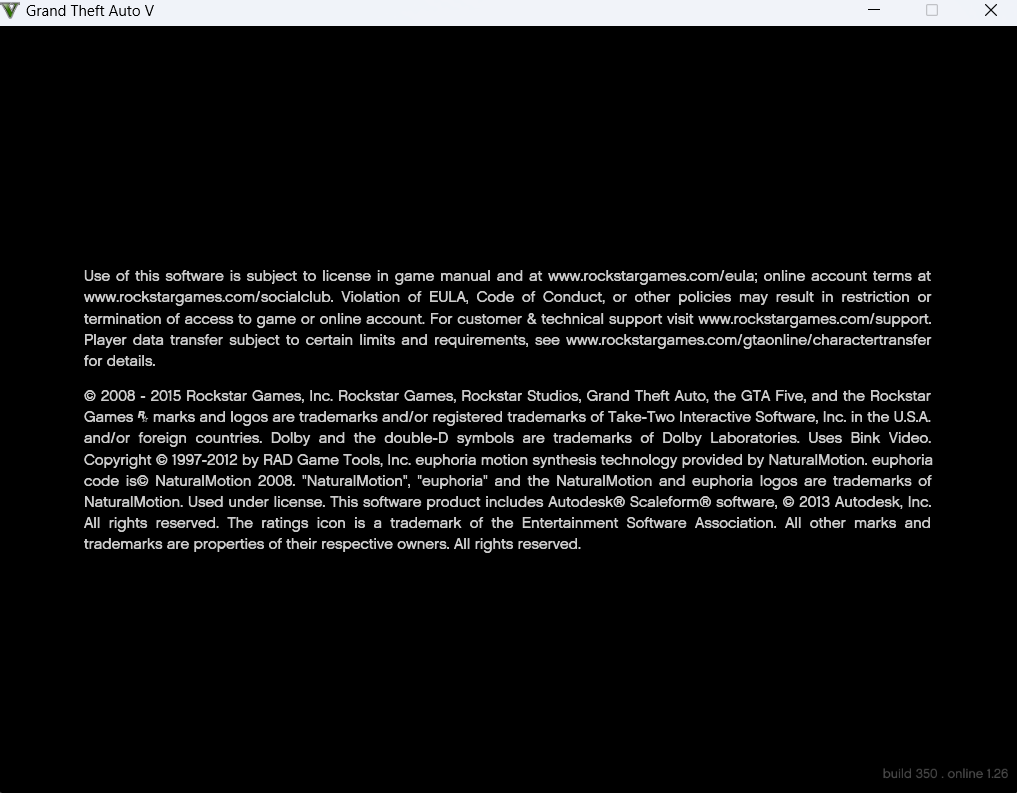 Grand Theft Auto V
Use of this software is subject to license in game manual and at www.rockstargames.com/eula; online account terms at
www.rockstargames.com/socialclub. Violation of EULA, Code of Conduct, or other policies may result in restriction or
termination of access to game or online account. For customer & technical support visit www.rockstargames.com/support.
Player data transfer subject to certain limits and requirements, see www.rockstargames.com/gtaonline/charactertransfer
for details.
© 2008 - 2015 Rockstar Games, Inc. Rockstar Games, Rockstar Studios, Grand Theft Auto, the GTA Five, and the Rockstar
Games R* marks and logos are trademarks and/or registered trademarks of Take-Two Interactive Software, Inc. in the U.S.A.
and/or foreign countries. Dolby and the double-D symbols are trademarks of Dolby Laboratories. Uses Bink Video.
Copyright © 1997-2012 by RAD Game Tools, Inc. euphoria motion synthesis technology provided by NaturalMotion. euphoria
code is© NaturalMotion 2008. "NaturalMotion", "euphoria" and the NaturalMotion and euphoria logos are trademarks of
NaturalMotion. Used under license. This software product includes Autodesk® Scaleform® software, © 2013 Autodesk, Inc.
All rights reserved. The ratings icon is a trademark of the Entertainment Software Association. All other marks and
trademarks are properties of their respective owners. All rights reserved.
build 350 . online 1.26